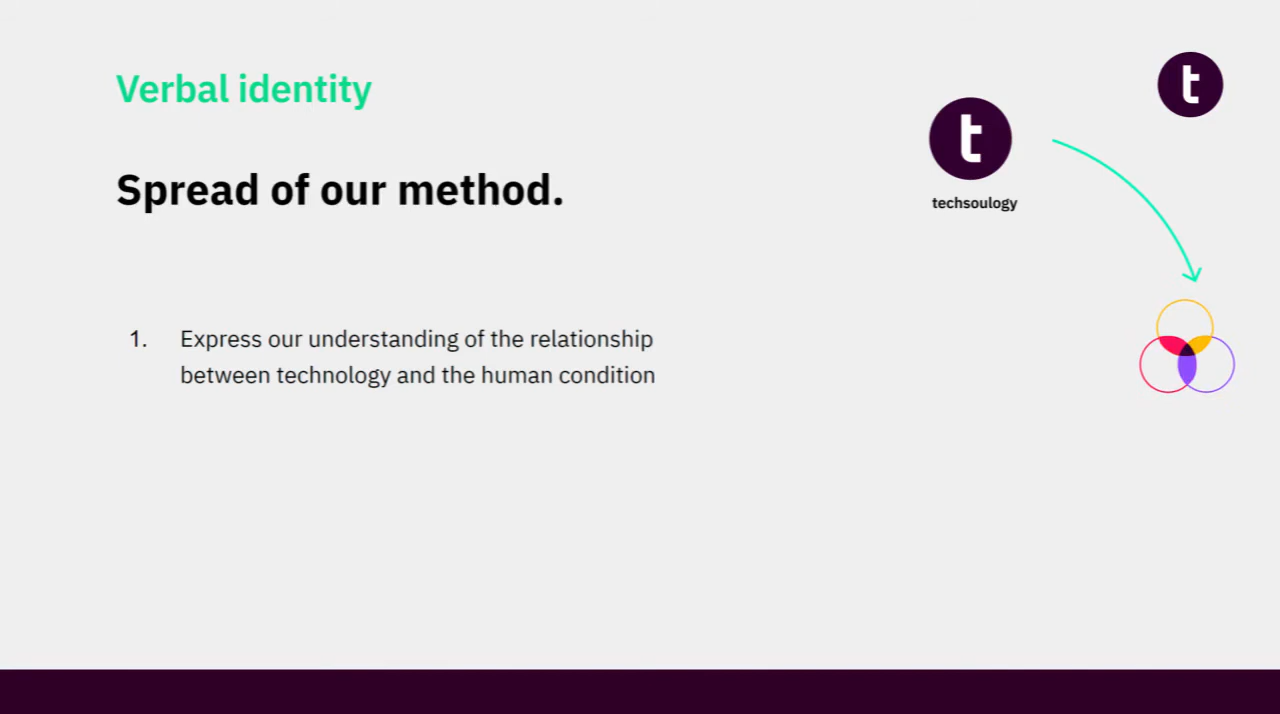 Verbal identity
t
t
techsoulogy
Spread of our method.
1. Express our understanding of the relationship
between technology and the human condition